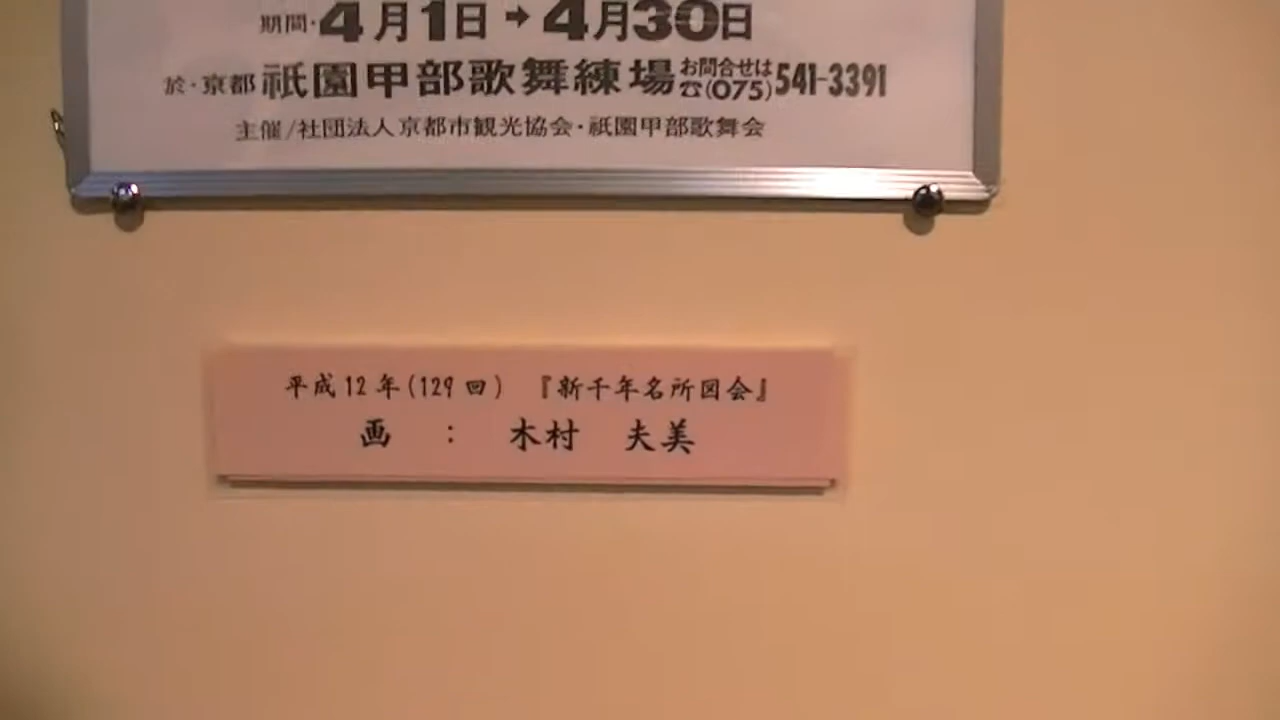 期間・4月1日→4月30日
於・京都 祇園甲部歌舞練場 お問合せは ☎(075)541-3391
主催/社団法人京都市観光協会・祇園甲部歌舞会
平成12年(129回) 『新千年名所図会』
画 : 木村 夫美